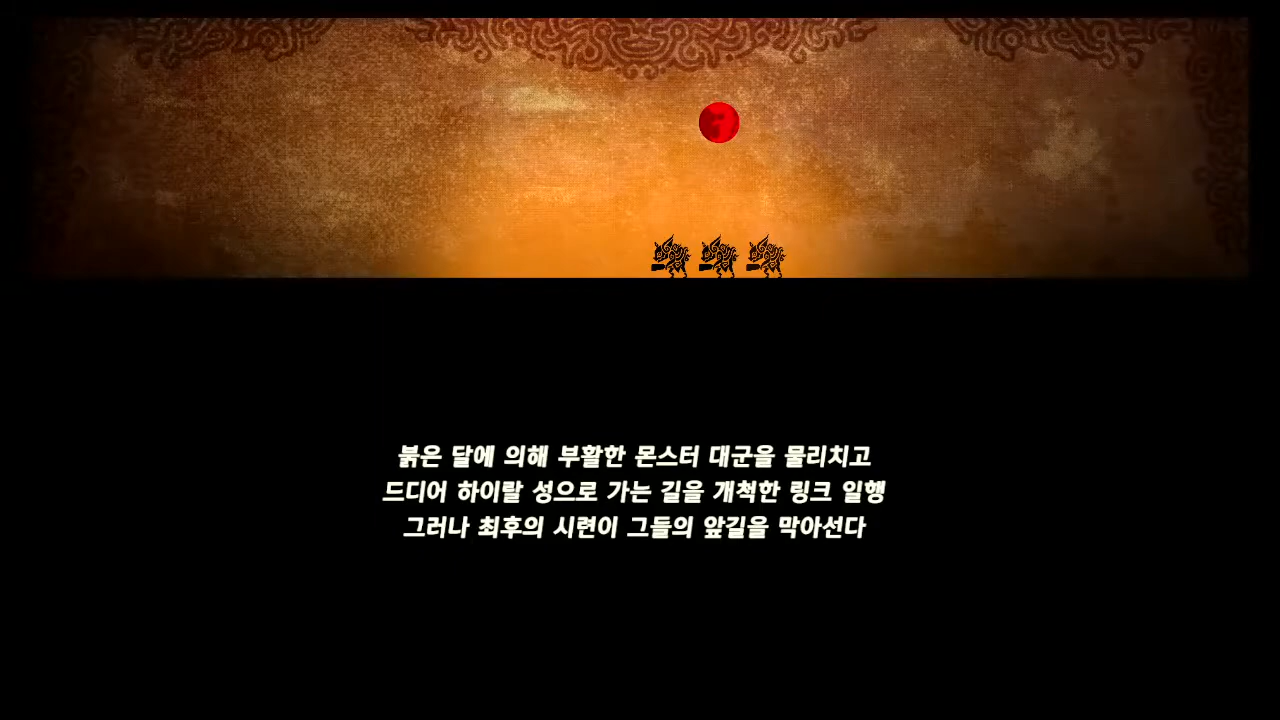 붉은 달에 의해 부활한 몬스터 대군을 물리치고
드디어 하이랄 성으로 가는 길을 개척한 링크 일행
그러나 최후의 시련이 그들의 앞길을 막아선다